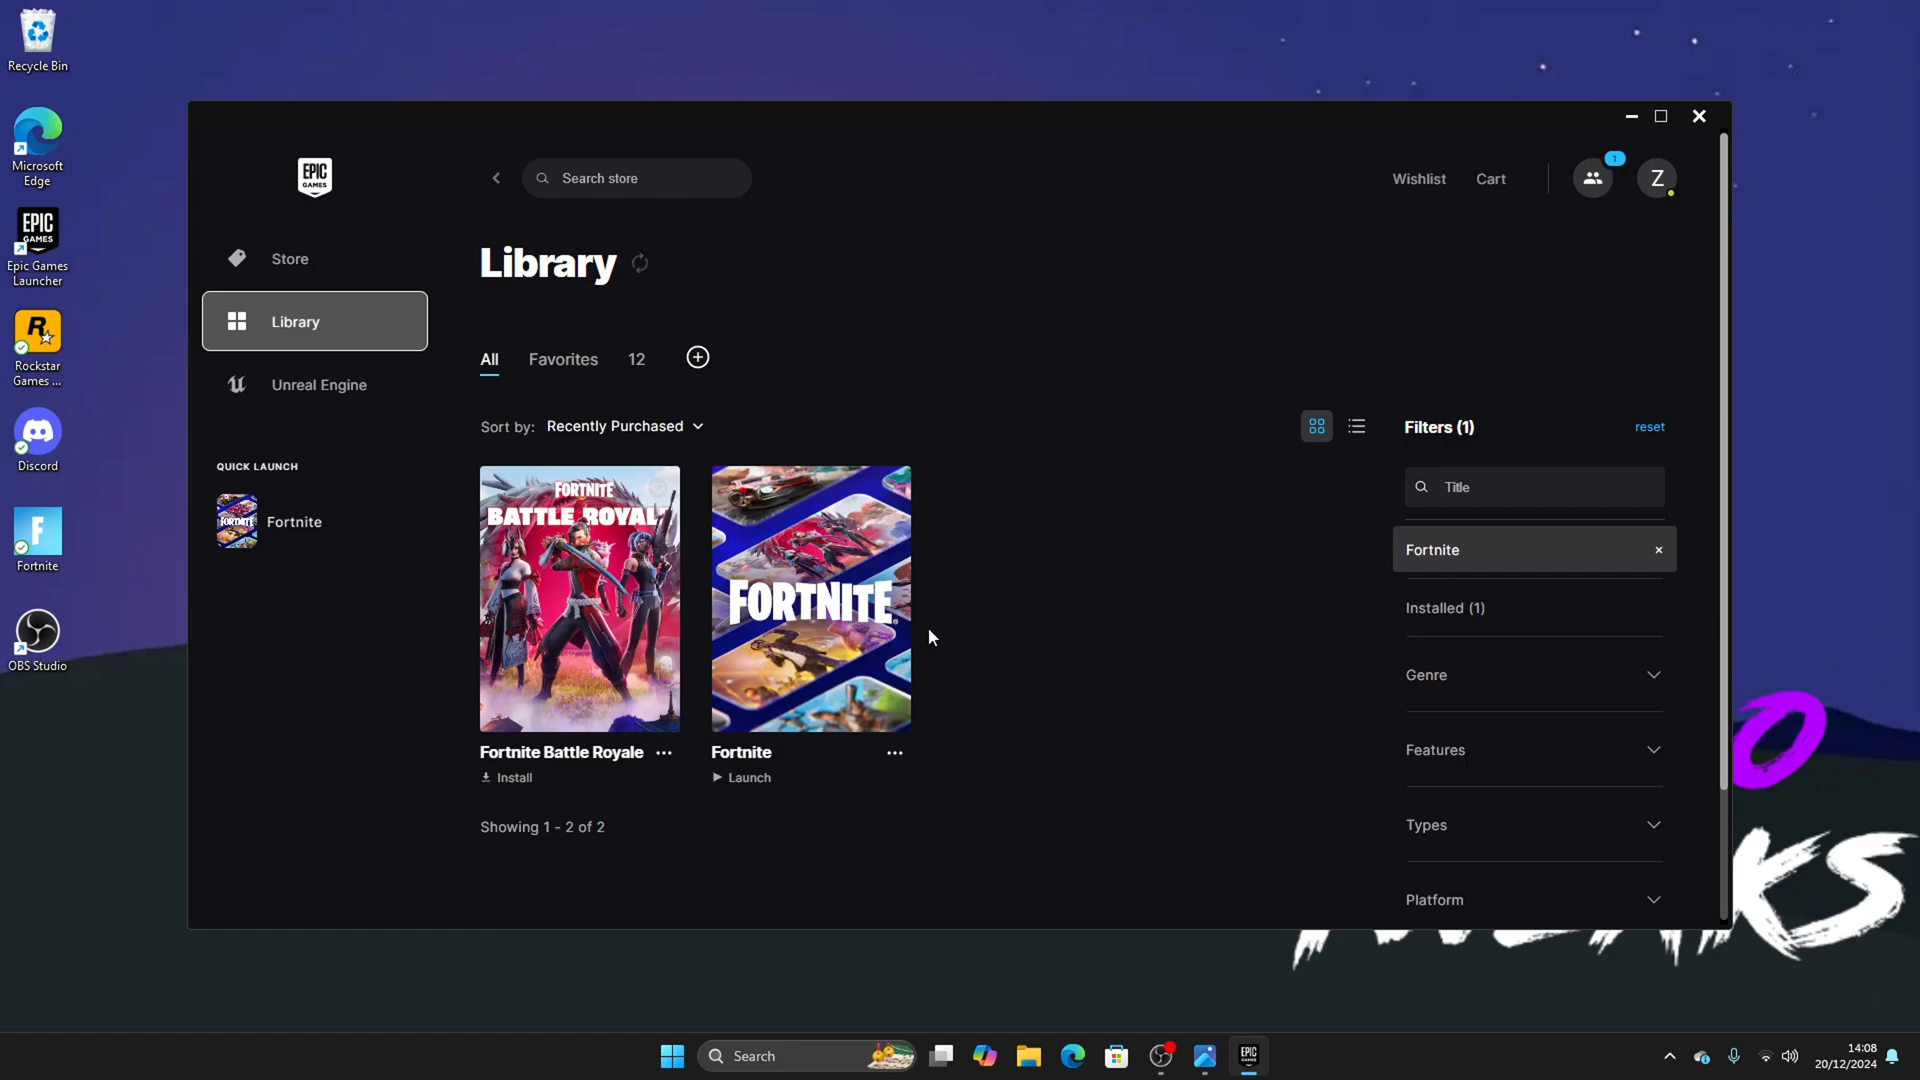 Recycle Bin
Microsoft
Edge
EPIC
GAMES
Epic Games
Launcher
Rockstar
Games ...
Discord
Fortnite
OBS Studio
EPIC
GAMES
Search store
Wishlist
Cart
1
Z
Store
Library
Unreal Engine
QUICK LAUNCH
FORTNITE
Fortnite
Library
All
Favorites
12
Sort by:
Recently Purchased
FORTNITE
BATTLE ROYALE
FORTNITE
Fortnite Battle Royale
Install
Fortnite
Launch
Showing 1 - 2 of 2
Filters (1)
reset
Title
Fortnite
Installed (1)
Genre
Features
Types
Platform
Search
EPIC
GAMES
14:08
20/12/2024